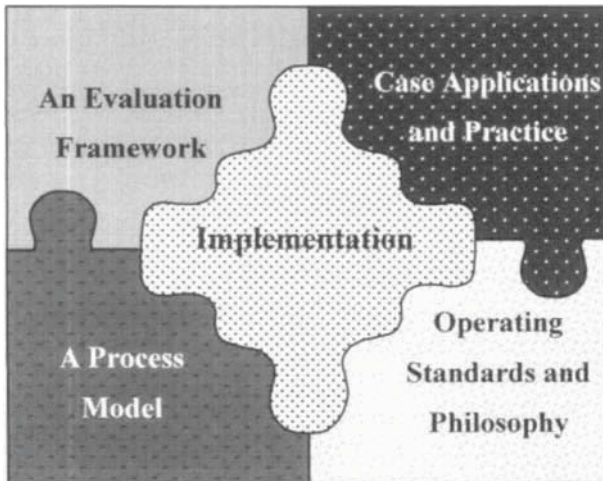 An Evaluation
Framework
Case Applications
and Practice
Implementation
A Process
Model
Operating
Standards and
Philosophy